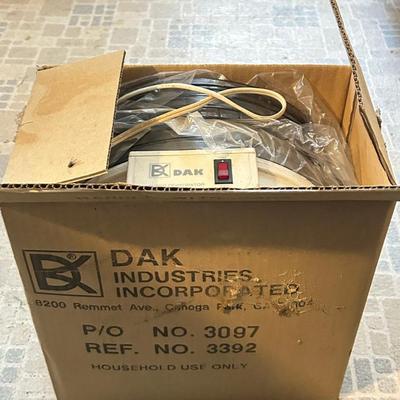 DAK
DAK
INDUSTRIES
INCORPORATED
8200 Remmet Ave., Canoga Park, CA
P/O NO. 3097
REF. NO. 3392
HOUSEHOLD USE ONLY